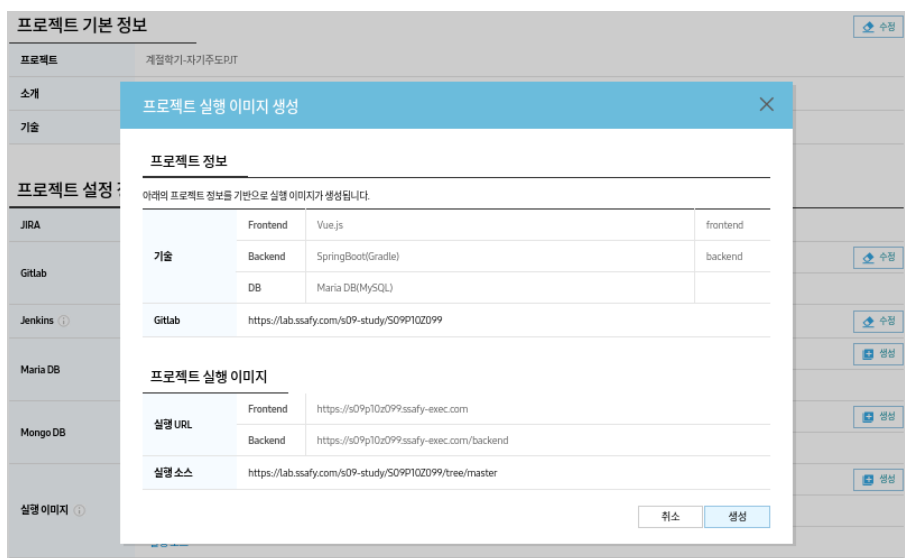 프로젝트 기본 정보
수정
프로젝트
계절학기-자기주도PJT
소개
기술
프로젝트 설정
JIRA
Gitlab
수정
Jenkins
수정
Maria DB
생성
Mongo DB
생성
실행 이미지
생성
프로젝트 실행 이미지 생성
프로젝트 정보
아래의 프로젝트 정보를 기반으로 실행 이미지가 생성됩니다.
기술
Frontend Vue.js frontend
Backend SpringBoot(Gradle) backend
DB Maria DB(MySQL)
Gitlab https://lab.ssafy.com/s09-study/S09P10Z099
프로젝트 실행 이미지
실행 URL
Frontend https://s09p10z099.ssafy-exec.com
Backend https://s09p10z099.ssafy-exec.com/backend
실행 소스 https://lab.ssafy.com/s09-study/S09P10Z099/tree/master
취소 생성